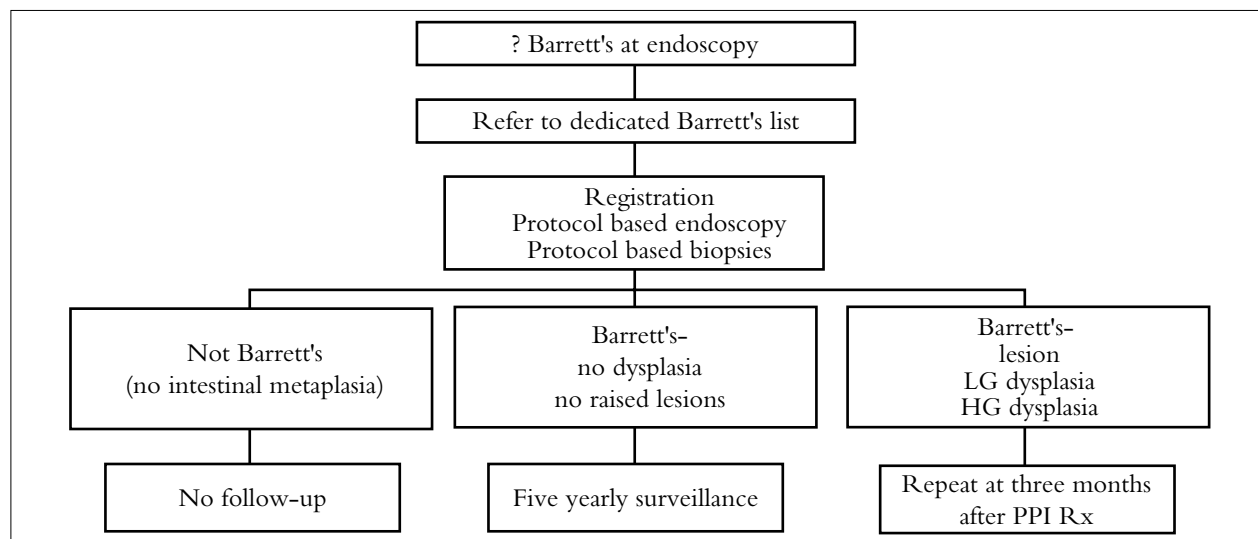 ? Barrett's at endoscopy
Refer to dedicated Barrett's list
Registration
Protocol based endoscopy
Protocol based biopsies
Not Barrett's
(no intestinal metaplasia)
Barrett's-
no dysplasia
no raised lesions
Barrett's-
lesion
LG dysplasia
HG dysplasia
No follow-up
Five yearly surveillance
Repeat at three months
after PPI Rx